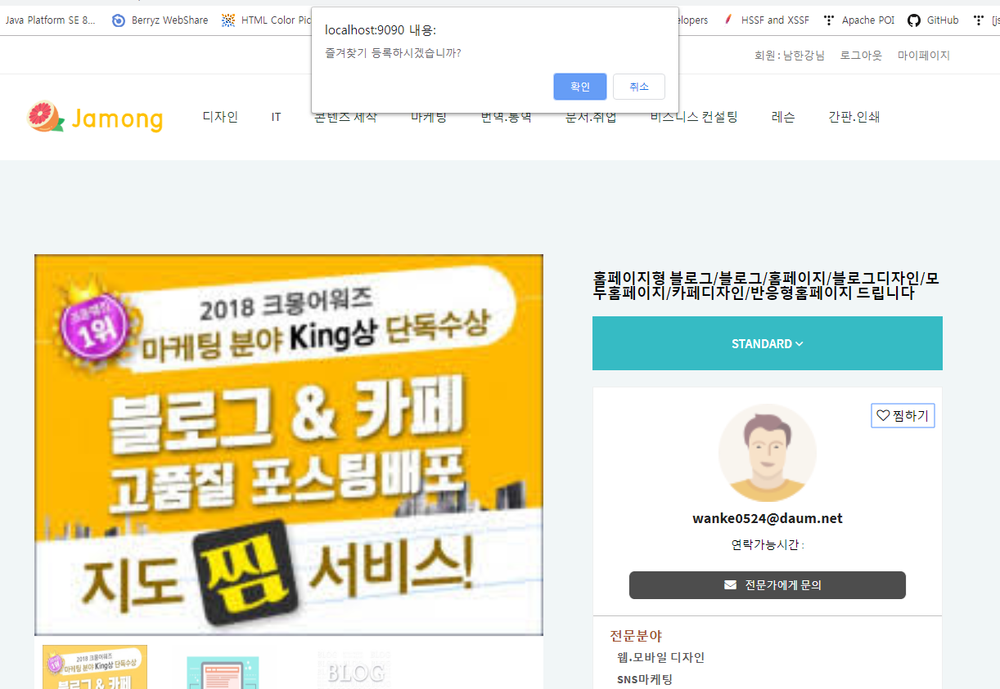 Java Platform SE 8...
Berryz WebShare
HTML Color Pic
elopers
HSSF and XSSF
Apache POI
GitHub
[js
localhost:9090 내용:
즐겨찾기 등록하시겠습니까?
확인
취소
회원 : 남한강님
로그아웃
마이페이지
Jamong
디자인
IT
콘텐츠 제작
마케팅
번역.통역
문서.취업
비즈니스 컨설팅
레슨
간판.인쇄
1위
2018 크몽어워즈
마케팅 분야 King상 단독수상
블로그 & 카페
고품질 포스팅배포
지도 찜 서비스!
홈페이지형 블로그/블로그/홈페이지/블로그디자인/모
두홈페이지/카페디자인/반응형홈페이지 드립니다
STANDARD
찜하기
wanke0524@daum.net
연락가능시간 :
전문가에게 문의
전문분야
웹.모바일 디자인
SNS마케팅
2018 크몽어워즈
마케팅 분야 King상 단독수상
블로그 & 카페
BLOG